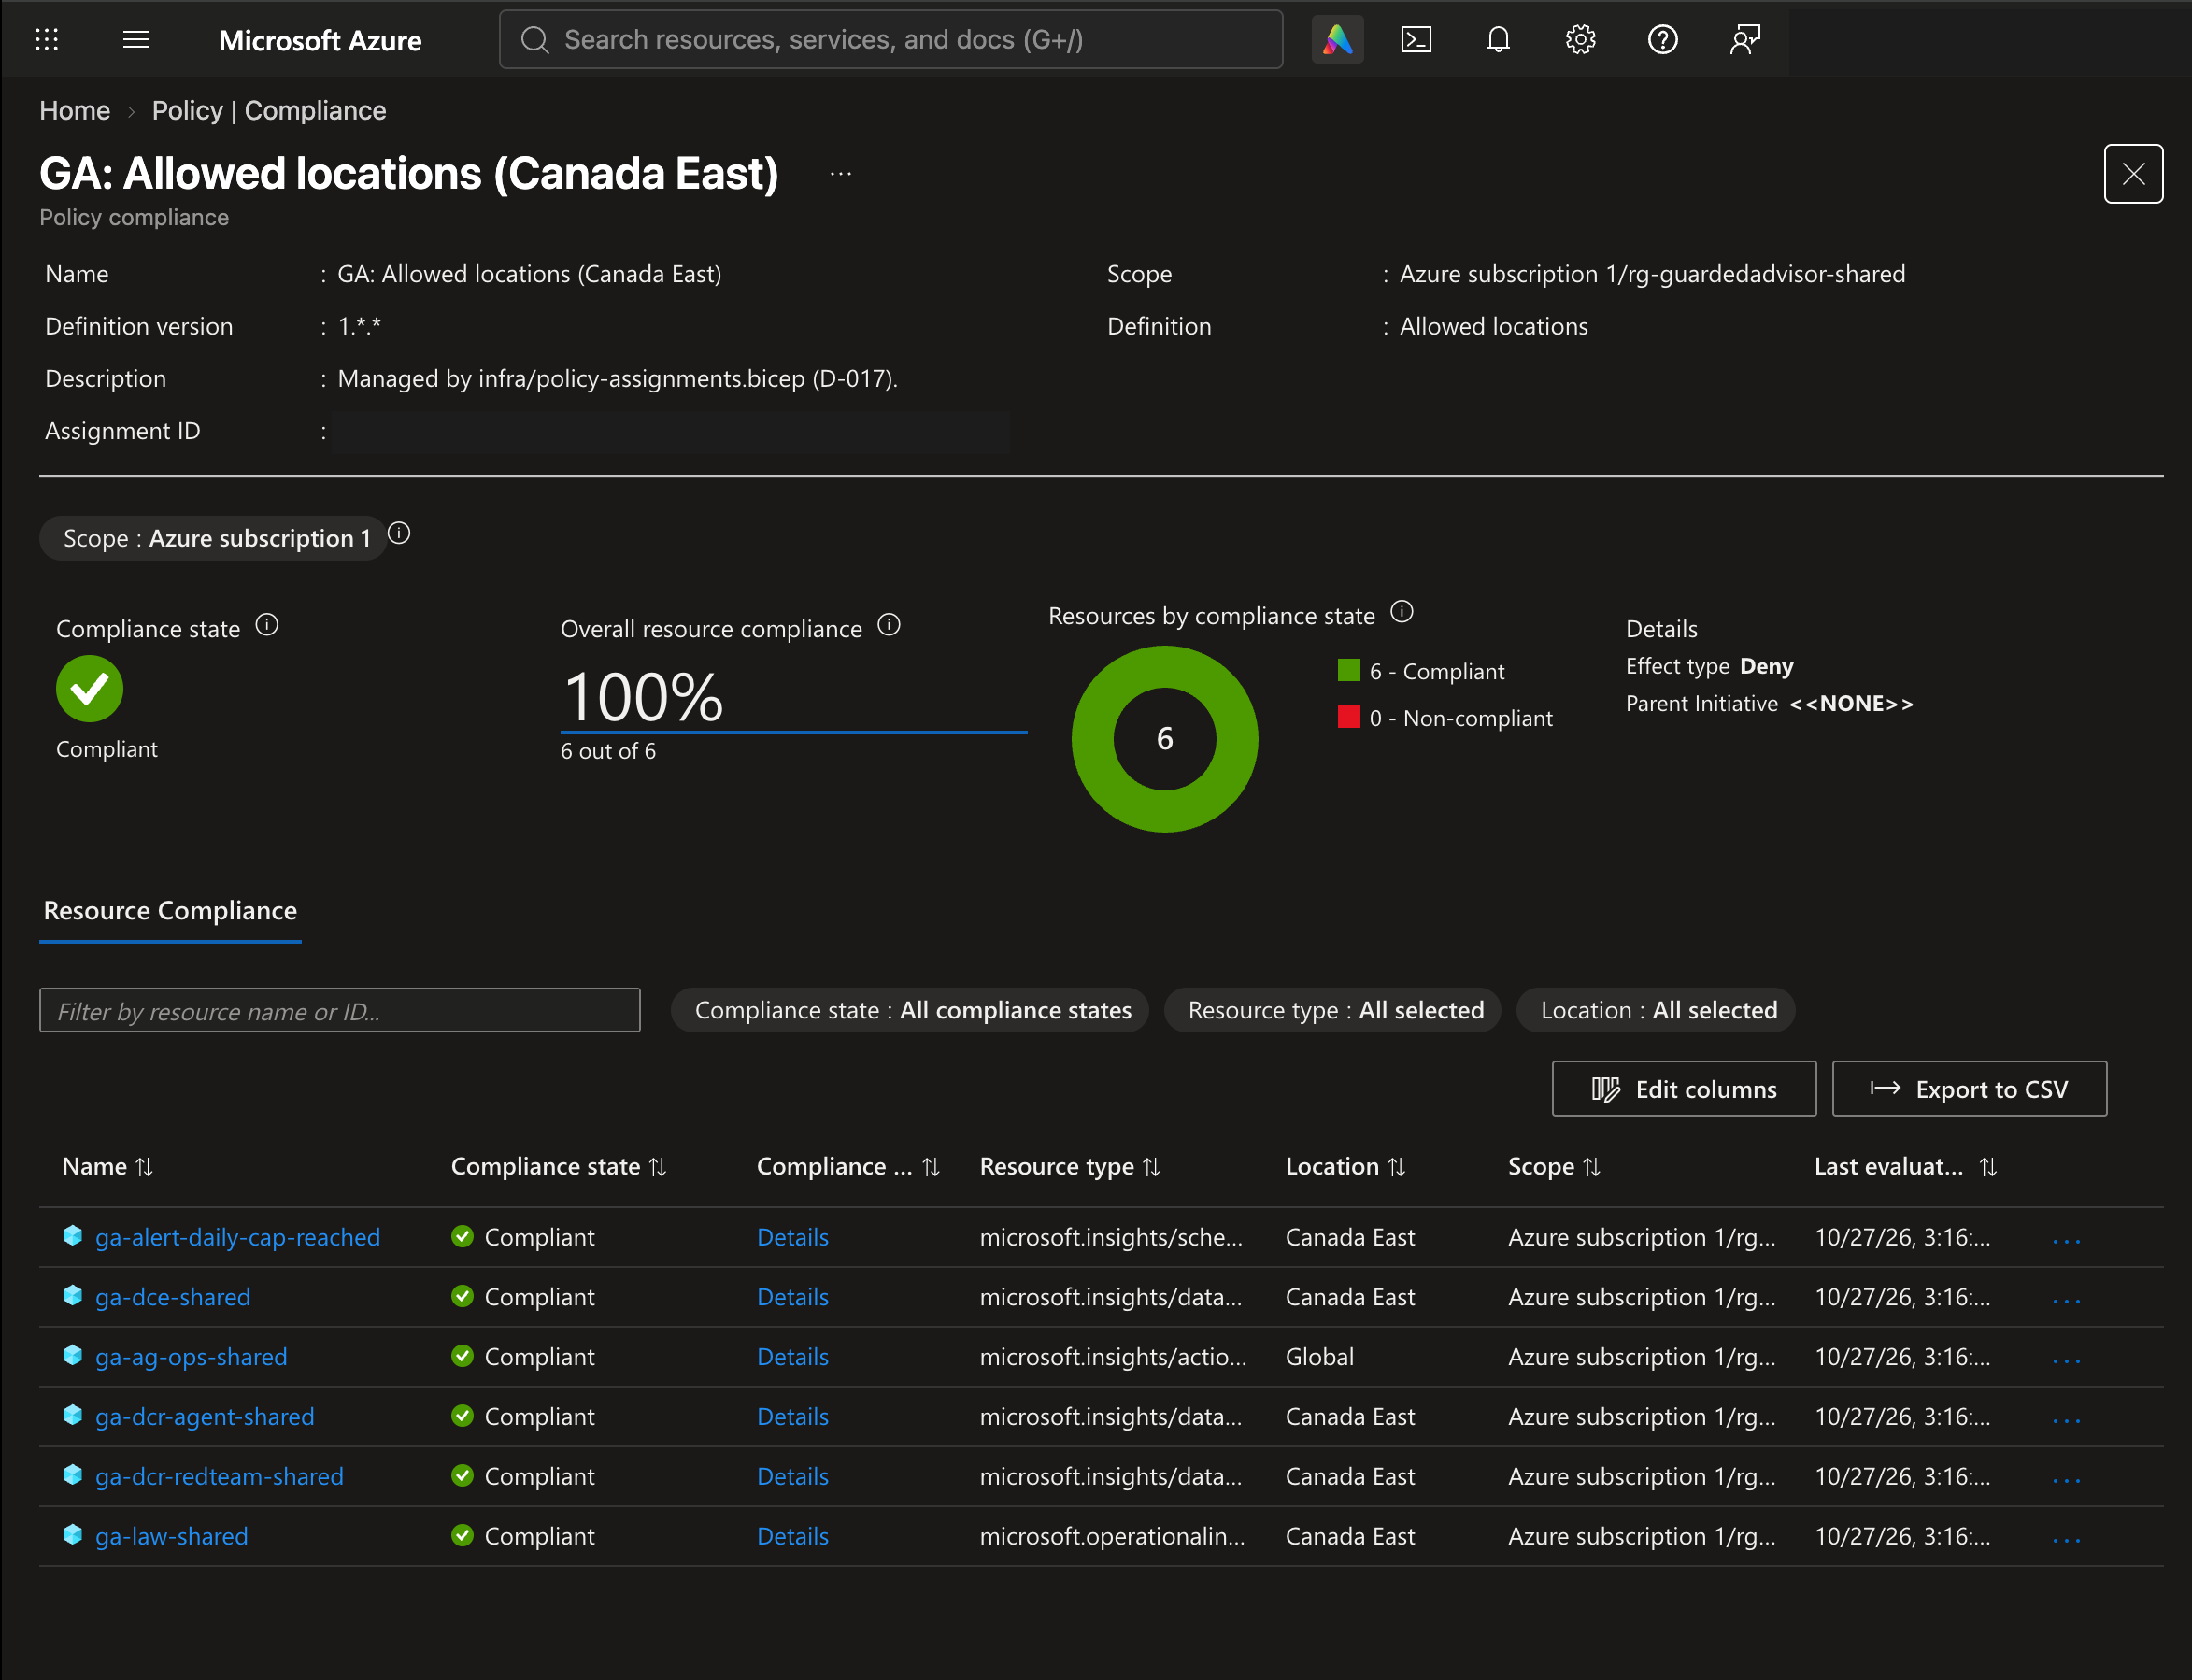 Microsoft Azure
Search resources, services, and docs (G+/)
Home > Policy | Compliance
GA: Allowed locations (Canada East) ...
Policy compliance
Name : GA: Allowed locations (Canada East)
Scope : Azure subscription 1/rg-guardedadvisor-shared
Definition version : 1.*.*
Definition : Allowed locations
Description : Managed by infra/policy-assignments.bicep (D-017).
Assignment ID :
Scope : Azure subscription 1
Compliance state
Compliant
Overall resource compliance
100%
6 out of 6
Resources by compliance state
6
6 - Compliant
0 - Non-compliant
Details
Effect type Deny
Parent Initiative <<NONE>>
Resource Compliance
Filter by resource name or ID...
Compliance state : All compliance states
Resource type : All selected
Location : All selected
Edit columns
Export to CSV
Name Compliance state Compliance ... Resource type Location Scope Last evaluat...
ga-alert-daily-cap-reached Compliant Details microsoft.insights/sche... Canada East Azure subscription 1/rg... 10/27/26, 3:16:... ...
ga-dce-shared Compliant Details microsoft.insights/data... Canada East Azure subscription 1/rg... 10/27/26, 3:16:... ...
ga-ag-ops-shared Compliant Details microsoft.insights/actio... Global Azure subscription 1/rg... 10/27/26, 3:16:... ...
ga-dcr-agent-shared Compliant Details microsoft.insights/data... Canada East Azure subscription 1/rg... 10/27/26, 3:16:... ...
ga-dcr-redteam-shared Compliant Details microsoft.insights/data... Canada East Azure subscription 1/rg... 10/27/26, 3:16:... ...
ga-law-shared Compliant Details microsoft.operationalin... Canada East Azure subscription 1/rg... 10/27/26, 3:16:... ...